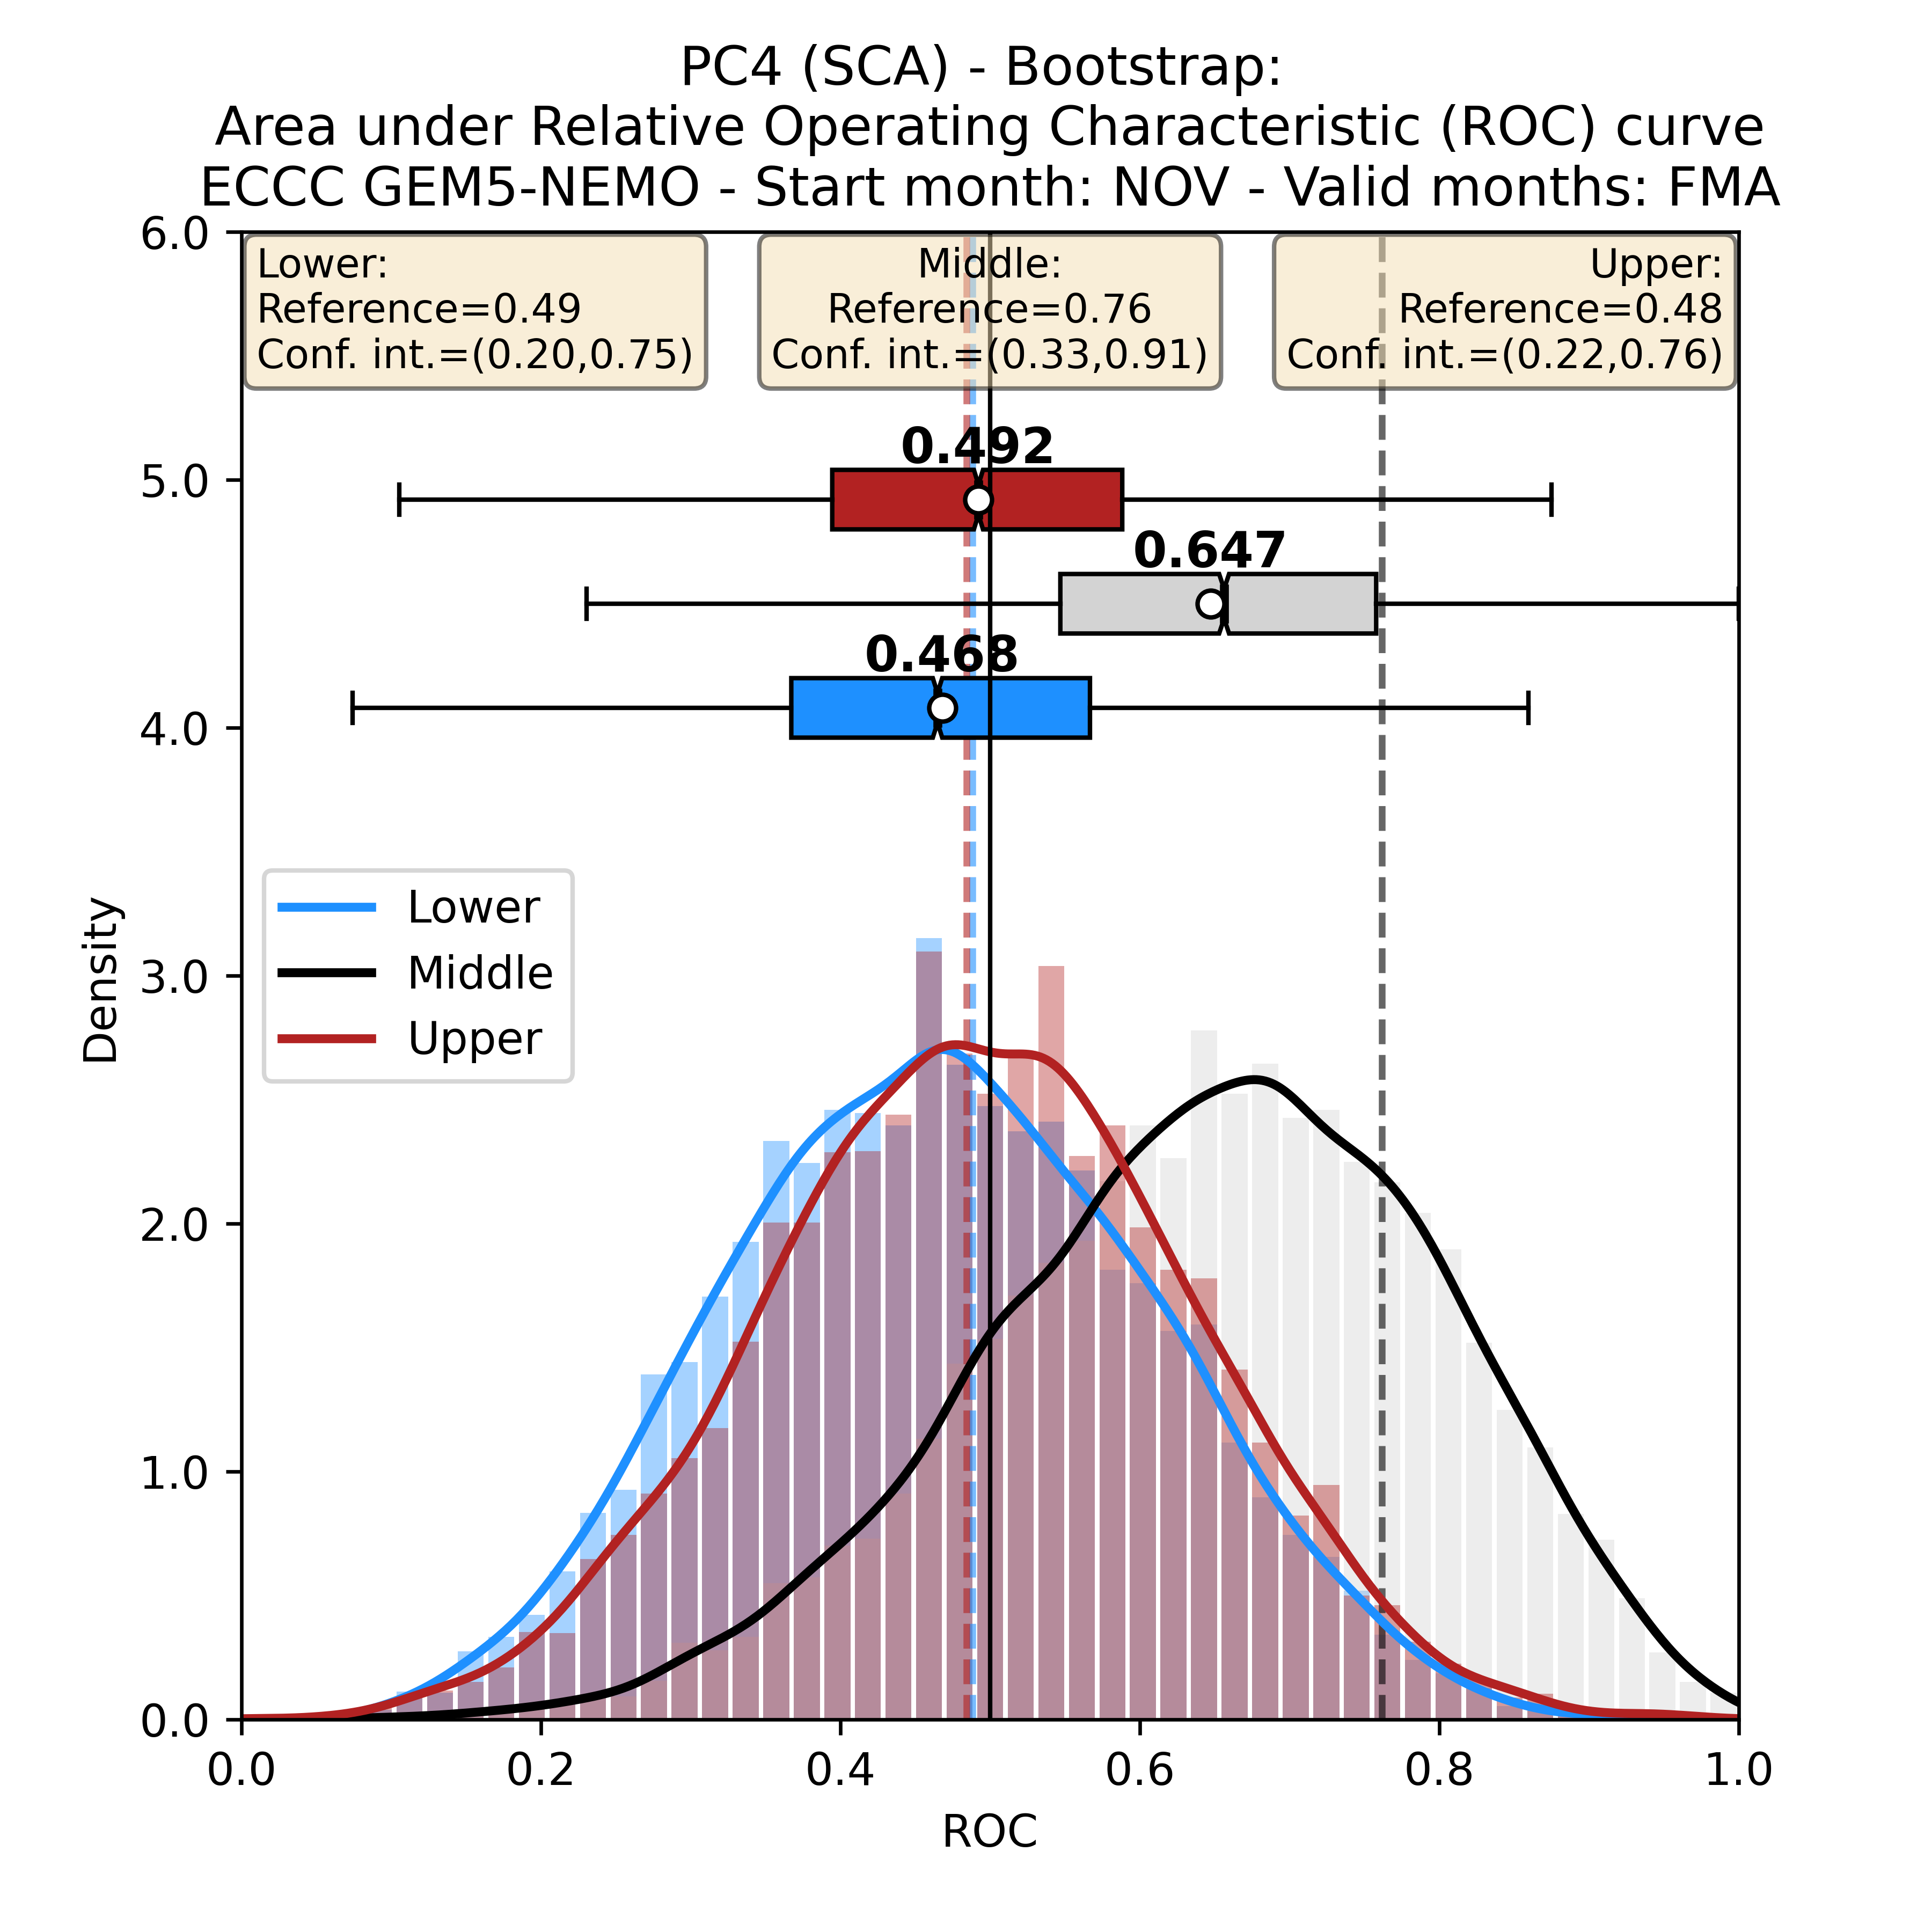 PC4 (SCA) - Bootstrap:
Area under Relative Operating Characteristic (ROC) curve
ECCC GEM5-NEMO - Start month: NOV - Valid months: FMA
Lower:
Reference=0.49
Conf. int.=(0.20,0.75)
Middle:
Reference=0.76
Conf. int.=(0.33,0.91)
Upper:
Reference=0.48
Conf. int.=(0.22,0.76)
0.492
0.647
0.468
Lower
Middle
Upper
Density
6.0
5.0
4.0
3.0
2.0
1.0
0.0
0.0 0.2 0.4 0.6 0.8 1.0
ROC